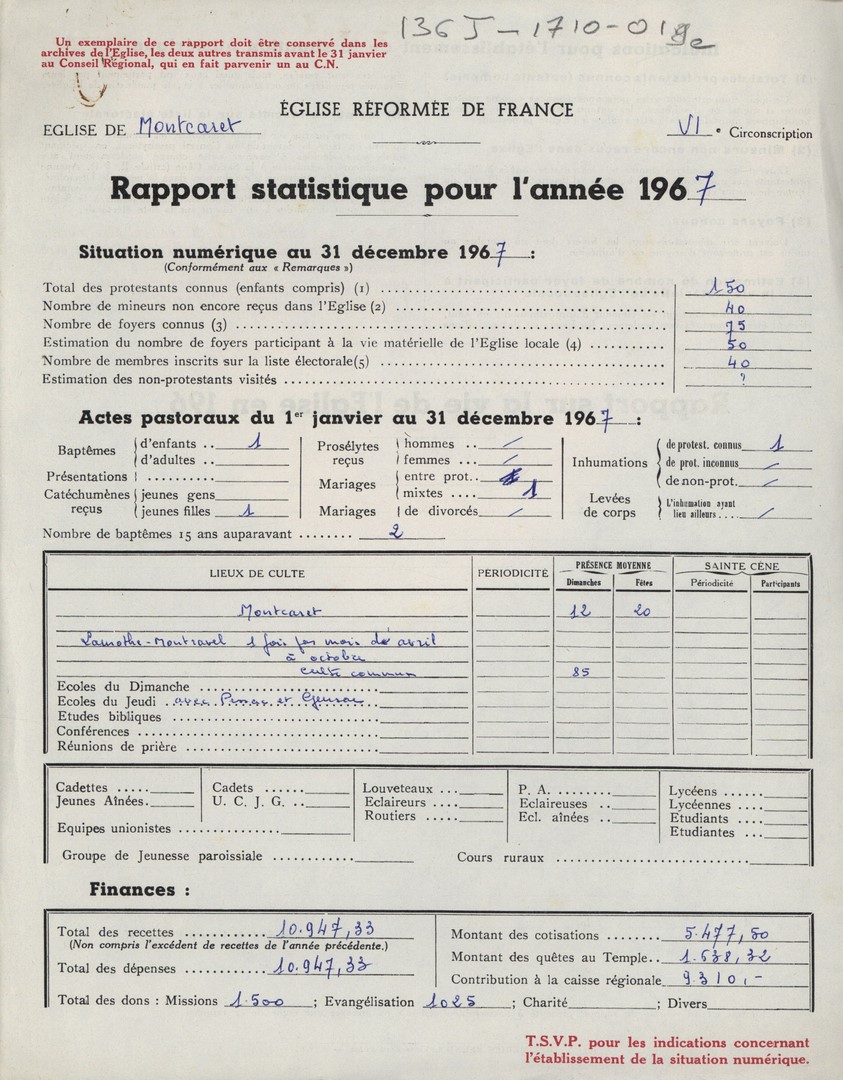 136J-1710-01ge
Un exemplaire de ce rapport doit être conservé dans les
archives de l'Eglise, les deux autres transmis avant le 31 janvier
au Conseil Régional, qui en fait parvenir un au C.N.
ÉGLISE RÉFORMÉE DE FRANCE
EGLISE DE Montcaret
VI e Circonscription
Rapport statistique pour l'année 1967
Situation numérique au 31 décembre 1967 :
(Conformément aux « Remarques »)
Total des protestants connus (enfants compris) (1) 150
Nombre de mineurs non encore reçus dans l'Eglise (2) 40
Nombre de foyers connus (3) 75
Estimation du nombre de foyers participant à la vie matérielle de l'Eglise locale (4) 50
Nombre de membres inscrits sur la liste électorale(5) 40
Estimation des non-protestants visités ?
Actes pastoraux du 1er janvier au 31 décembre 1967 :
Baptêmes
d'enfants .. 1
d'adultes ..
Présentations
Catéchumènes reçus
jeunes gens
jeunes filles 1
Prosélytes reçus
hommes .. /
femmes ... /
Mariages
entre prot..
mixtes .... 1
Mariages de divorcés /
Inhumations
de protest. connus 1
de prot. inconnus /
de non-prot. /
Levées de corps
L'inhumation ayant
lieu ailleurs .... /
Nombre de baptêmes 15 ans auparavant ........ 2
LIEUX DE CULTE PÉRIODICITÉ PRÉSENCE MOYENNE SAINTE CÈNE
Dimanches Fêtes Périodicité Participants
Montcaret 12 20
Lamothe-Montravel 1 fois par mois de avril
à octobre
culte commun 85
Ecoles du Dimanche
Ecoles du Jeudi avec
Etudes bibliques
Conférences
Réunions de prière
Cadettes .....
Jeunes Aînées.
Cadets ......
U. C. J. G. ..
Equipes unionistes
Louveteaux ...
Eclaireurs ....
Routiers .....
P. A. ........
Eclaireuses ..
Ecl. aînées ..
Lycéens ......
Lycéennes ....
Etudiants ....
Etudiantes ...
Groupe de Jeunesse paroissiale
Cours ruraux
Finances :
Total des recettes 10.947,33
(Non compris l'excédent de recettes de l'année précédente.)
Total des dépenses 10.947,33
Montant des cotisations ........ 5.477,50
Montant des quêtes au Temple.. 1.638,32
Contribution à la caisse régionale 9310,-
Total des dons : Missions 1.500 ; Evangélisation 1025 ; Charité ; Divers
T.S.V.P. pour les indications concernant
l'établissement de la situation numérique.